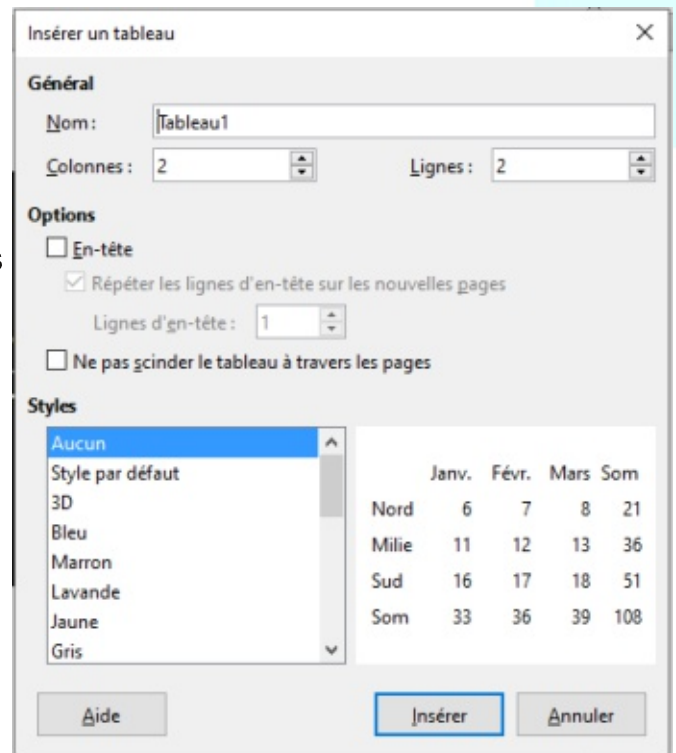 Insérer un tableau
Général
Nom : Tableau1
Colonnes : 2 Lignes : 2
Options
En-tête
s
Répéter les lignes d'en-tête sur les nouvelles pages
Lignes d'en-tête : 1
Ne pas scinder le tableau à travers les pages
Styles
Aucun
Style par défaut
3D
Bleu
Marron
Lavande
Jaune
Gris
Janv. Févr. Mars Som
Nord 6 7 8 21
Milie 11 12 13 36
Sud 16 17 18 51
Som 33 36 39 108
Aide Insérer Annuler